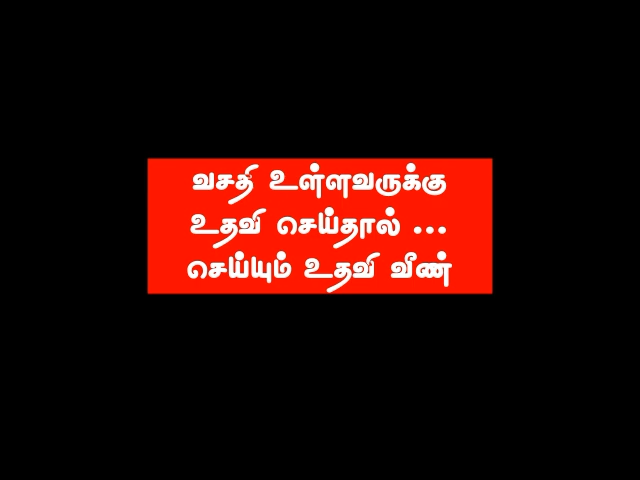 வசதி உள்ளவருக்கு
உதவி செய்தால் ...
செய்யும் உதவி வீண்